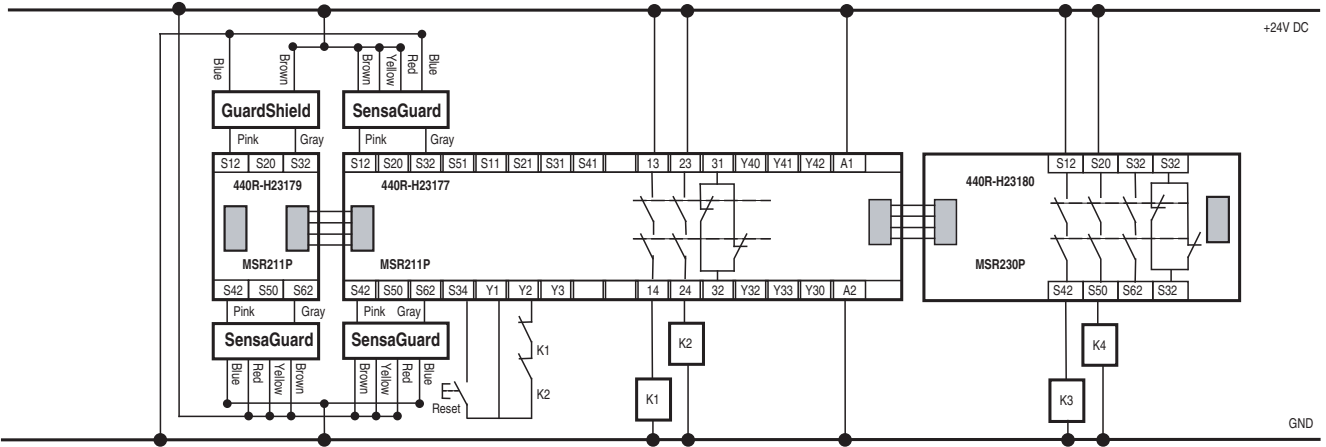 +24V DC
Blue
Brown
Brown
Yellow
Red
Blue
GuardShield
SensaGuard
Pink
Gray
Pink
Gray
S12 S20 S32
S12 S20 S32 S51 S11 S21 S31 S41 13 23 31 Y40 Y41 Y42 A1
S12 S20 S32 S32
440R-H23179
440R-H23177
440R-H23180
MSR211P
MSR211P
MSR230P
S42 S50 S62
S42 S50 S62 S34 Y1 Y2 Y3 14 24 32 Y32 Y33 Y30 A2
S42 S50 S62 S32
Pink
Gray
Pink
Gray
SensaGuard
SensaGuard
Blue
Red
Yellow
Brown
Brown
Yellow
Red
Blue
Reset
K1
K2
K1
K2
K3
K4
GND